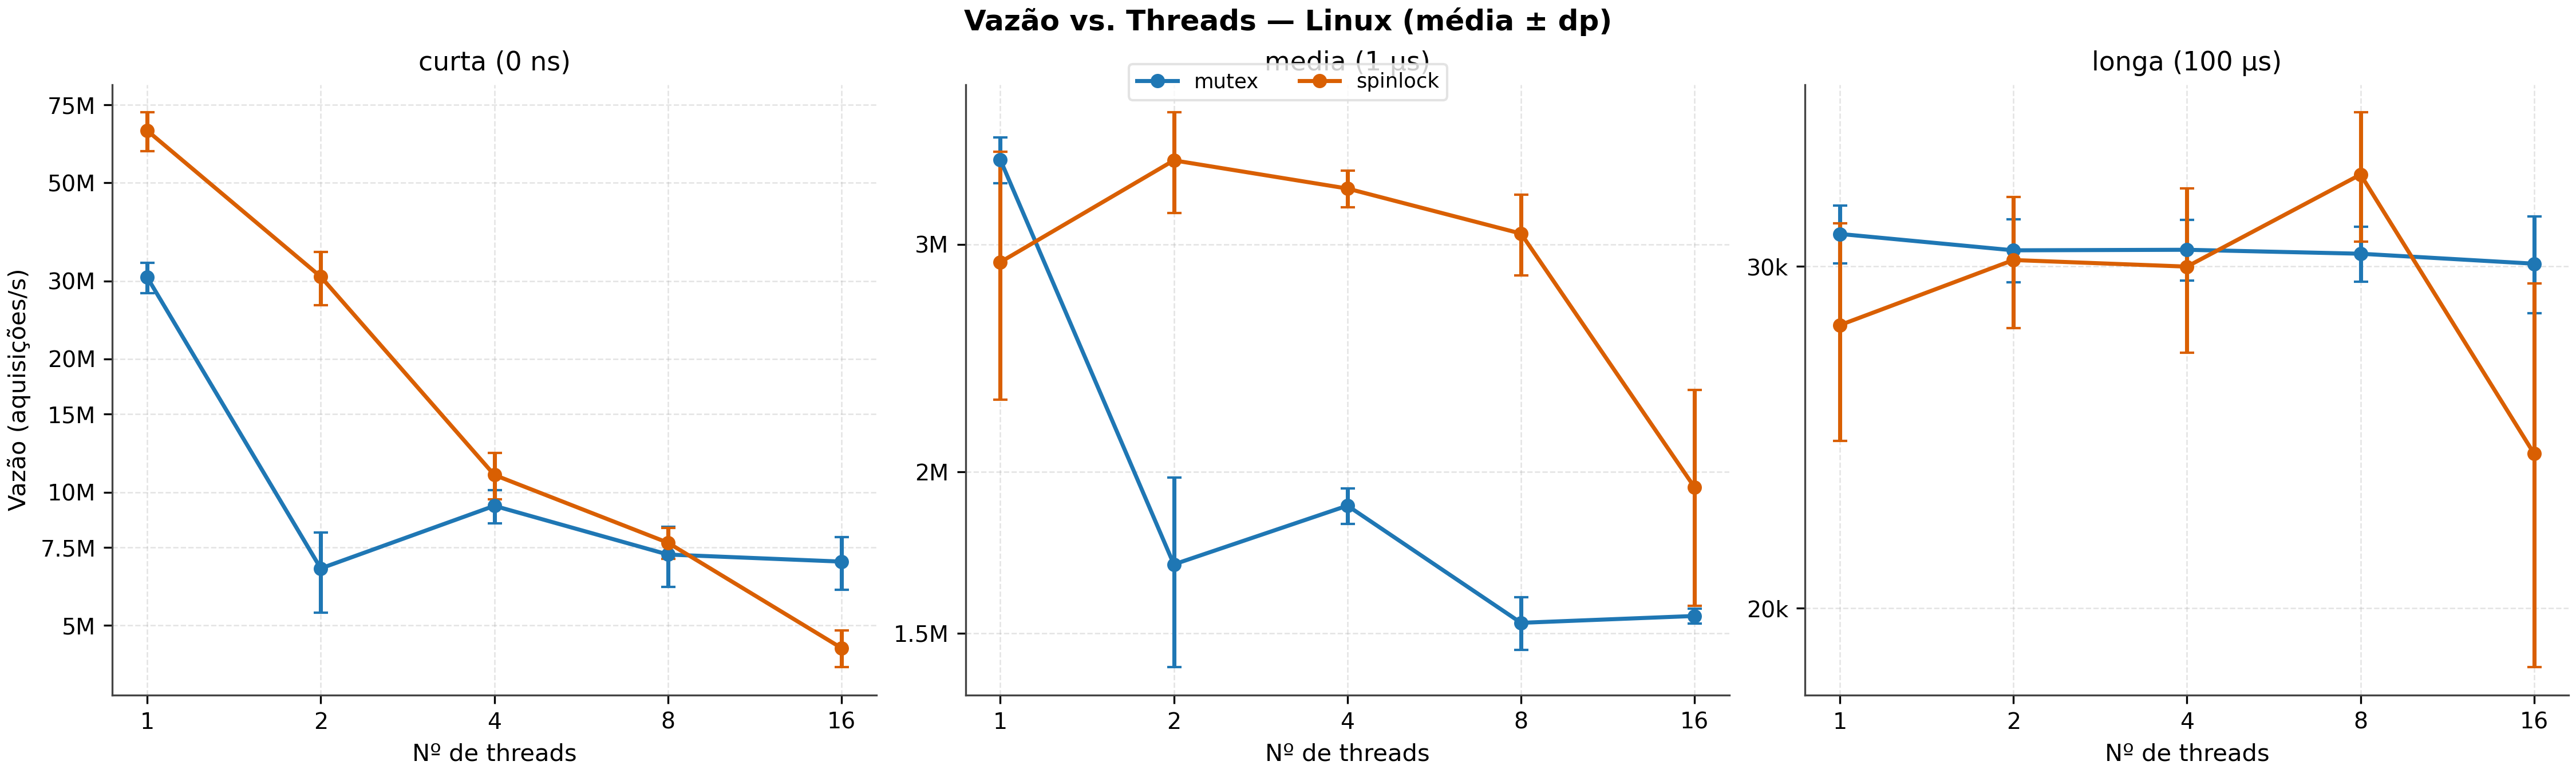 Vazão vs. Threads — Linux (média ± dp)
curta (0 ns)
media (1 µs)
longa (100 µs)
mutex
spinlock
Vazão (aquisições/s)
75M
50M
30M
20M
15M
10M
7.5M
5M
1
2
4
8
16
Nº de threads
3M
2M
1.5M
1
2
4
8
16
Nº de threads
30k
20k
1
2
4
8
16
Nº de threads